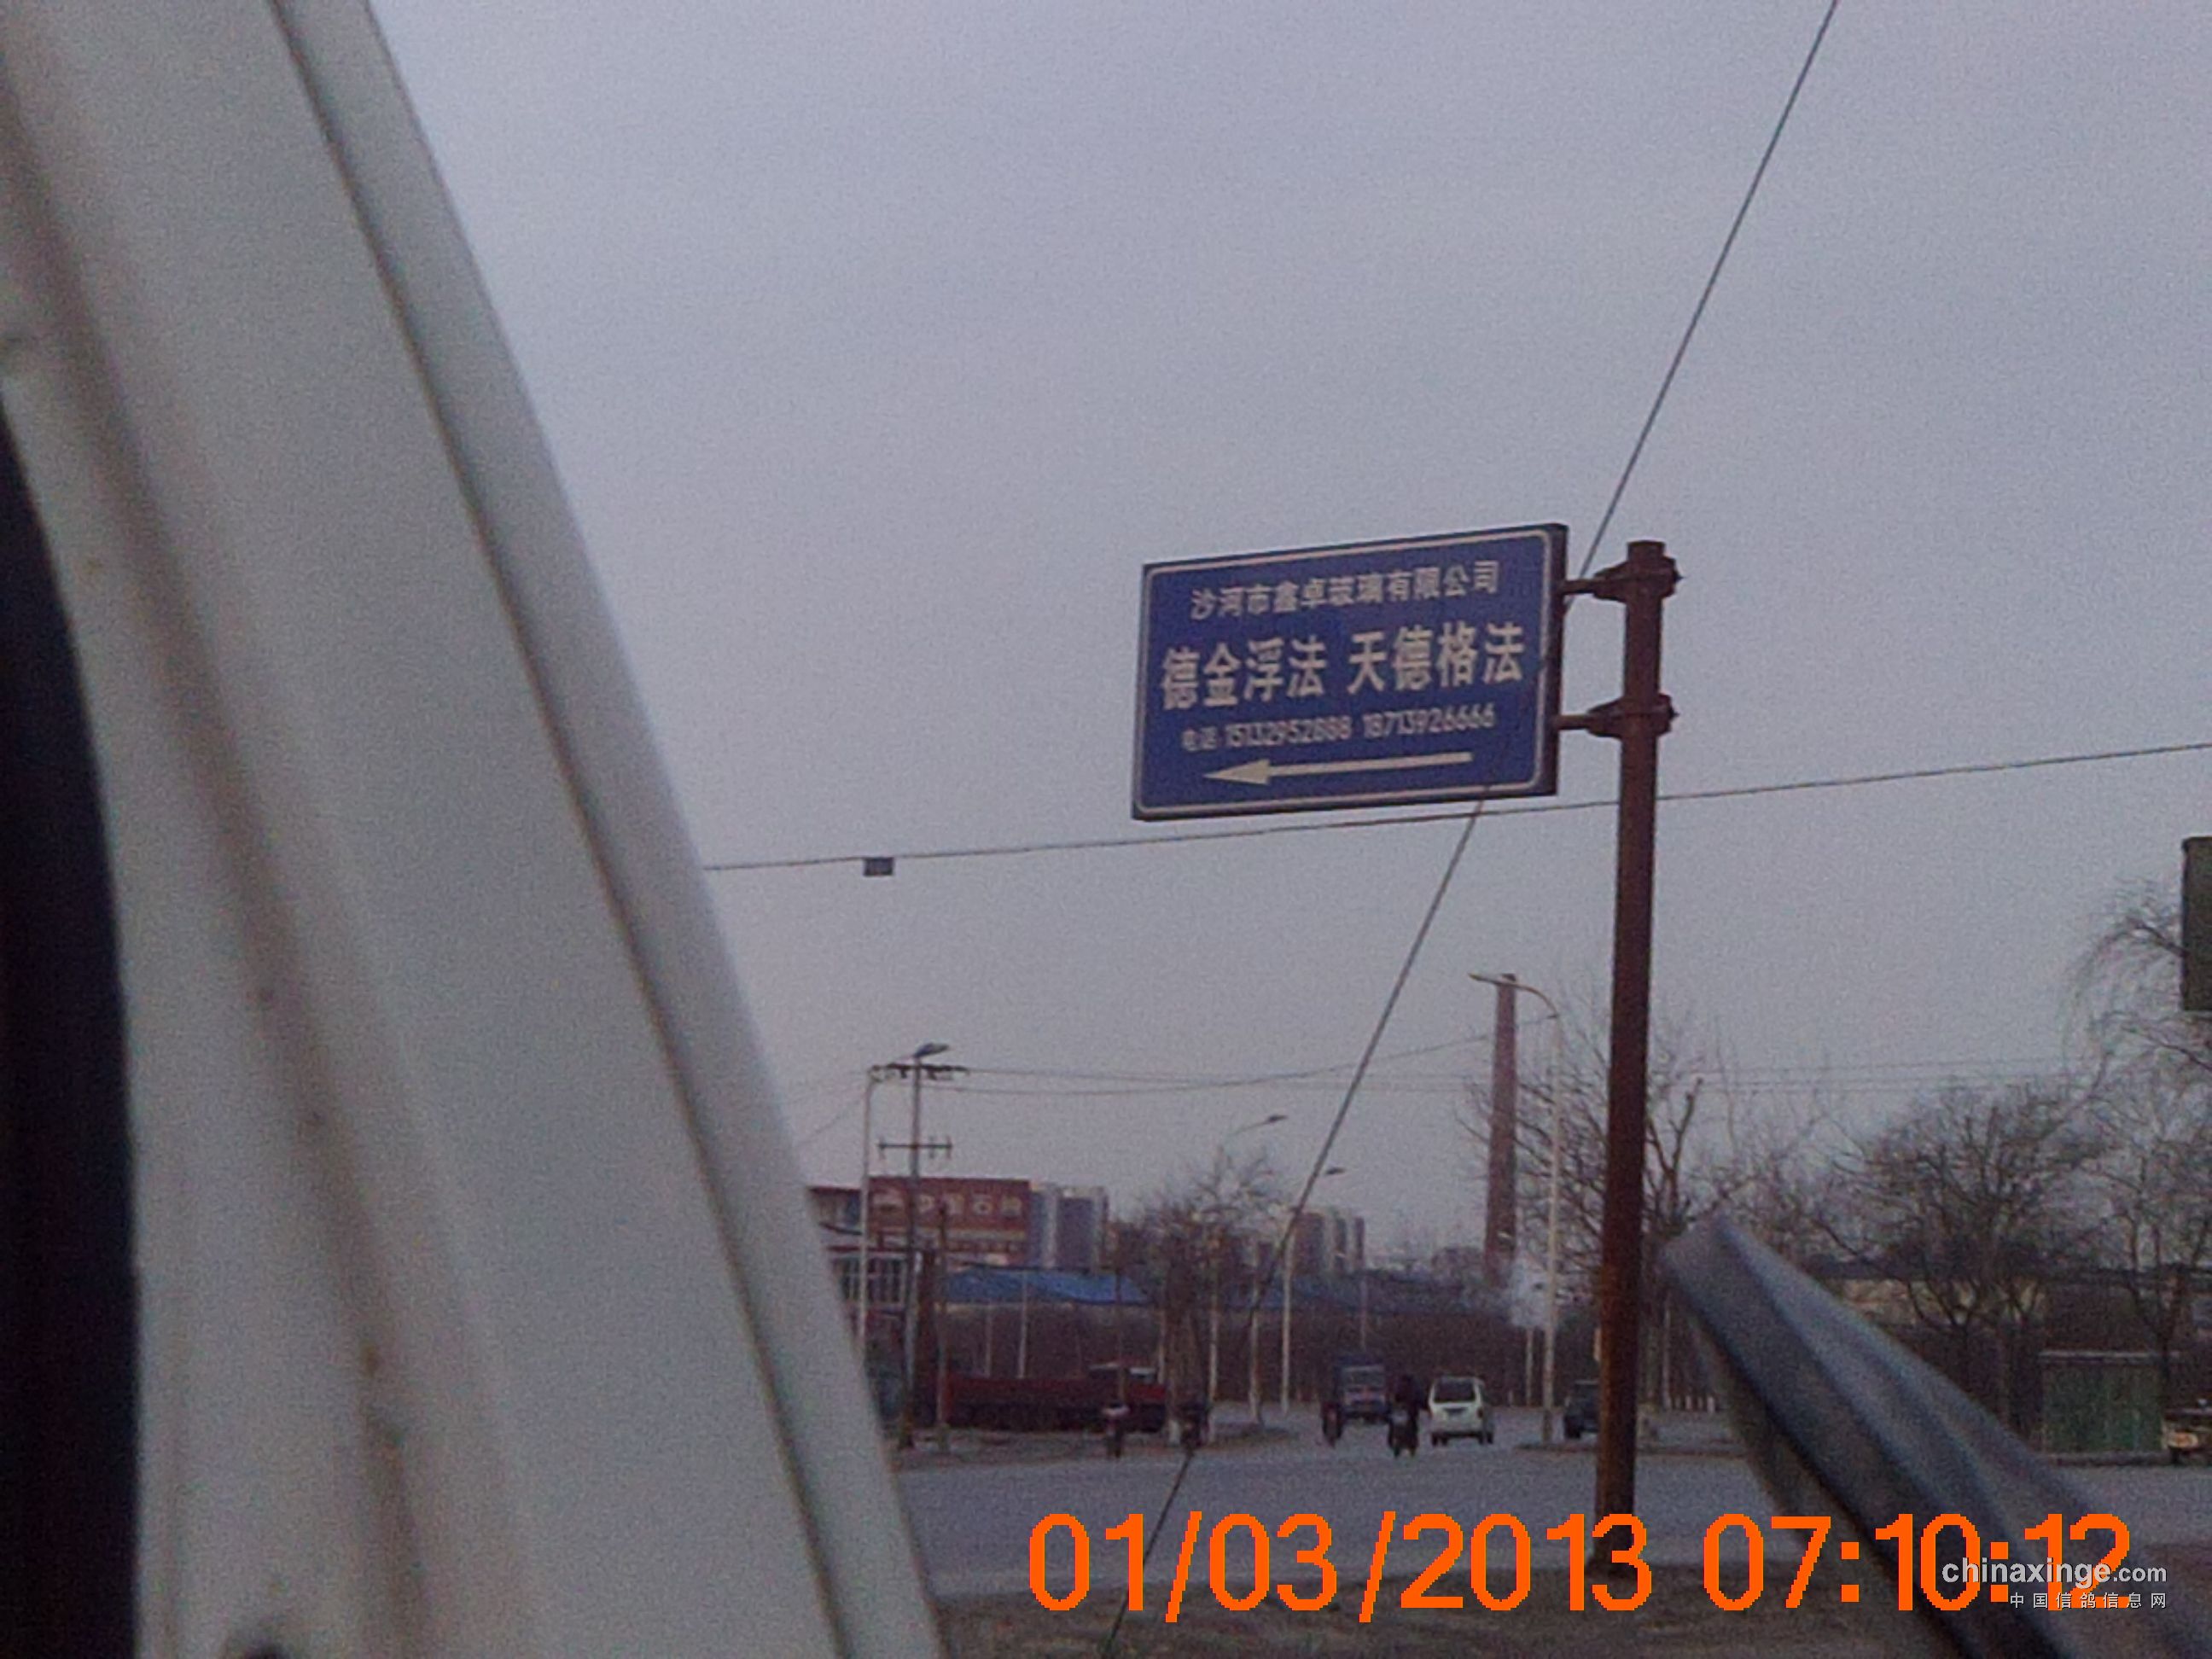 沙河市鑫卓玻璃有限公司
德金浮法 天德格法
电话 15132952888 18713926666
01/03/2013 07:10:12
chinaxinge.com
中国信鸽信息网